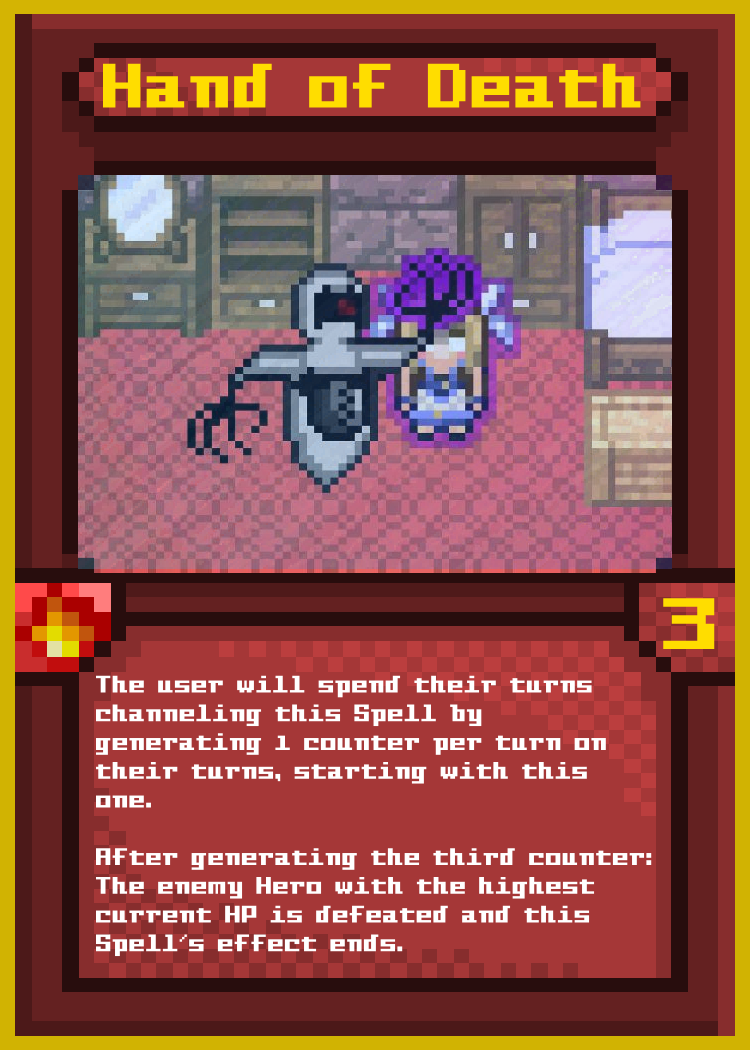 Hand of Death
3
The user will spend their turns
channeling this Spell by
generating 1 counter per turn on
their turns, starting with this
one.
After generating the third counter:
The enemy Hero with the highest
current HP is defeated and this
Spell's effect ends.